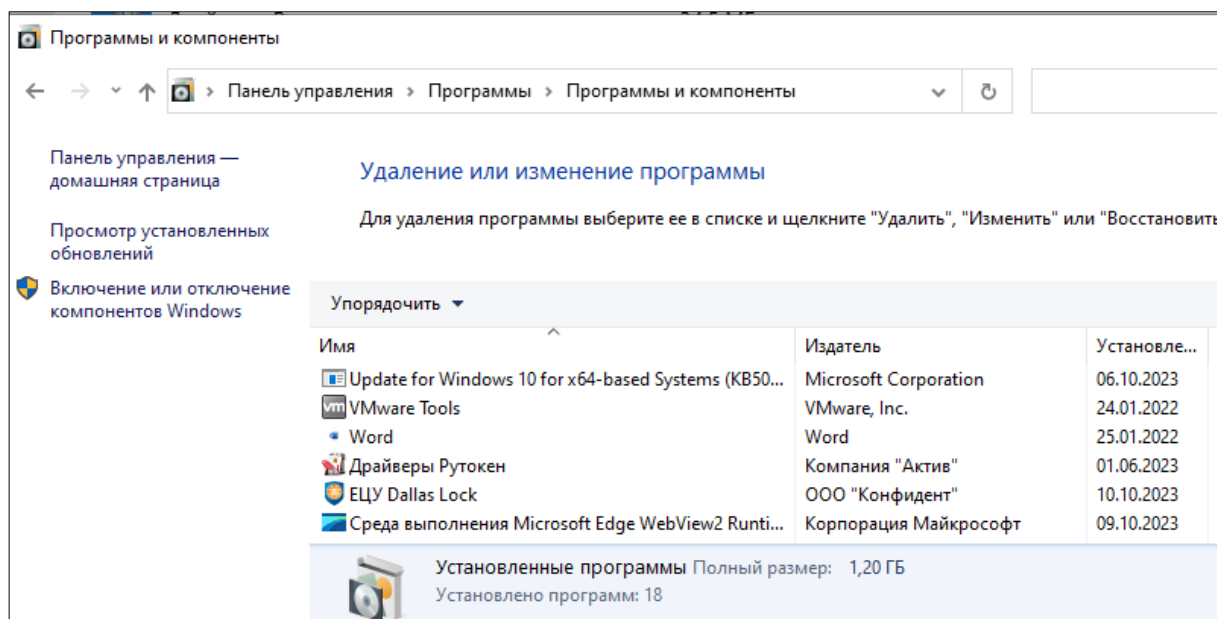 Программы и компоненты
Панель управления › Программы › Программы и компоненты
Панель управления —
домашняя страница
Просмотр установленных
обновлений
Включение или отключение
компонентов Windows
Удаление или изменение программы
Для удаления программы выберите ее в списке и щелкните "Удалить", "Изменить" или "Восстановить
Упорядочить
Имя Издатель Установле...
Update for Windows 10 for x64-based Systems (KB50... Microsoft Corporation 06.10.2023
vm VMware Tools VMware, Inc. 24.01.2022
Word Word 25.01.2022
Драйверы Рутокен Компания "Актив" 01.06.2023
ЕЦУ Dallas Lock ООО "Конфидент" 10.10.2023
Среда выполнения Microsoft Edge WebView2 Runti... Корпорация Майкрософт 09.10.2023
Установленные программы Полный размер: 1,20 ГБ
Установлено программ: 18